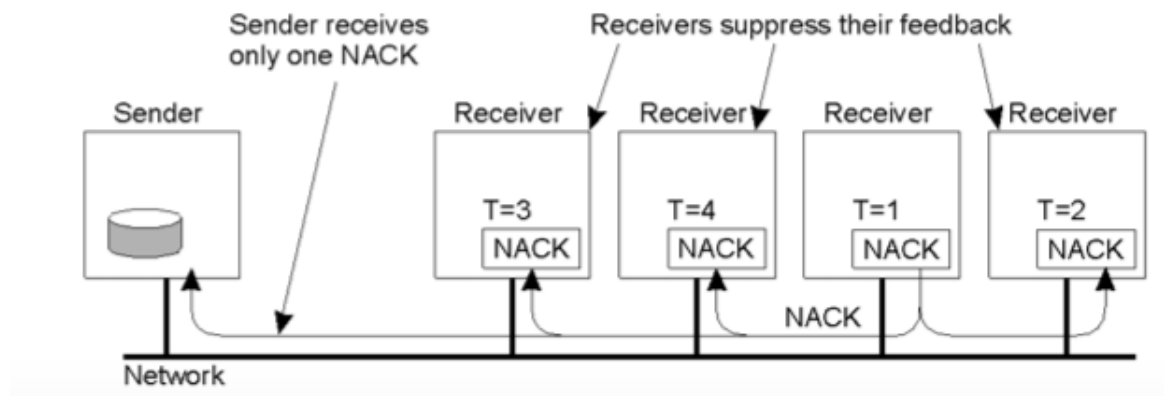 Sender receives
only one NACK
Receivers suppress their feedback
Sender
Receiver
Receiver
Receiver
Receiver
T=3
T=4
T=1
T=2
NACK
NACK
NACK
NACK
NACK
Network